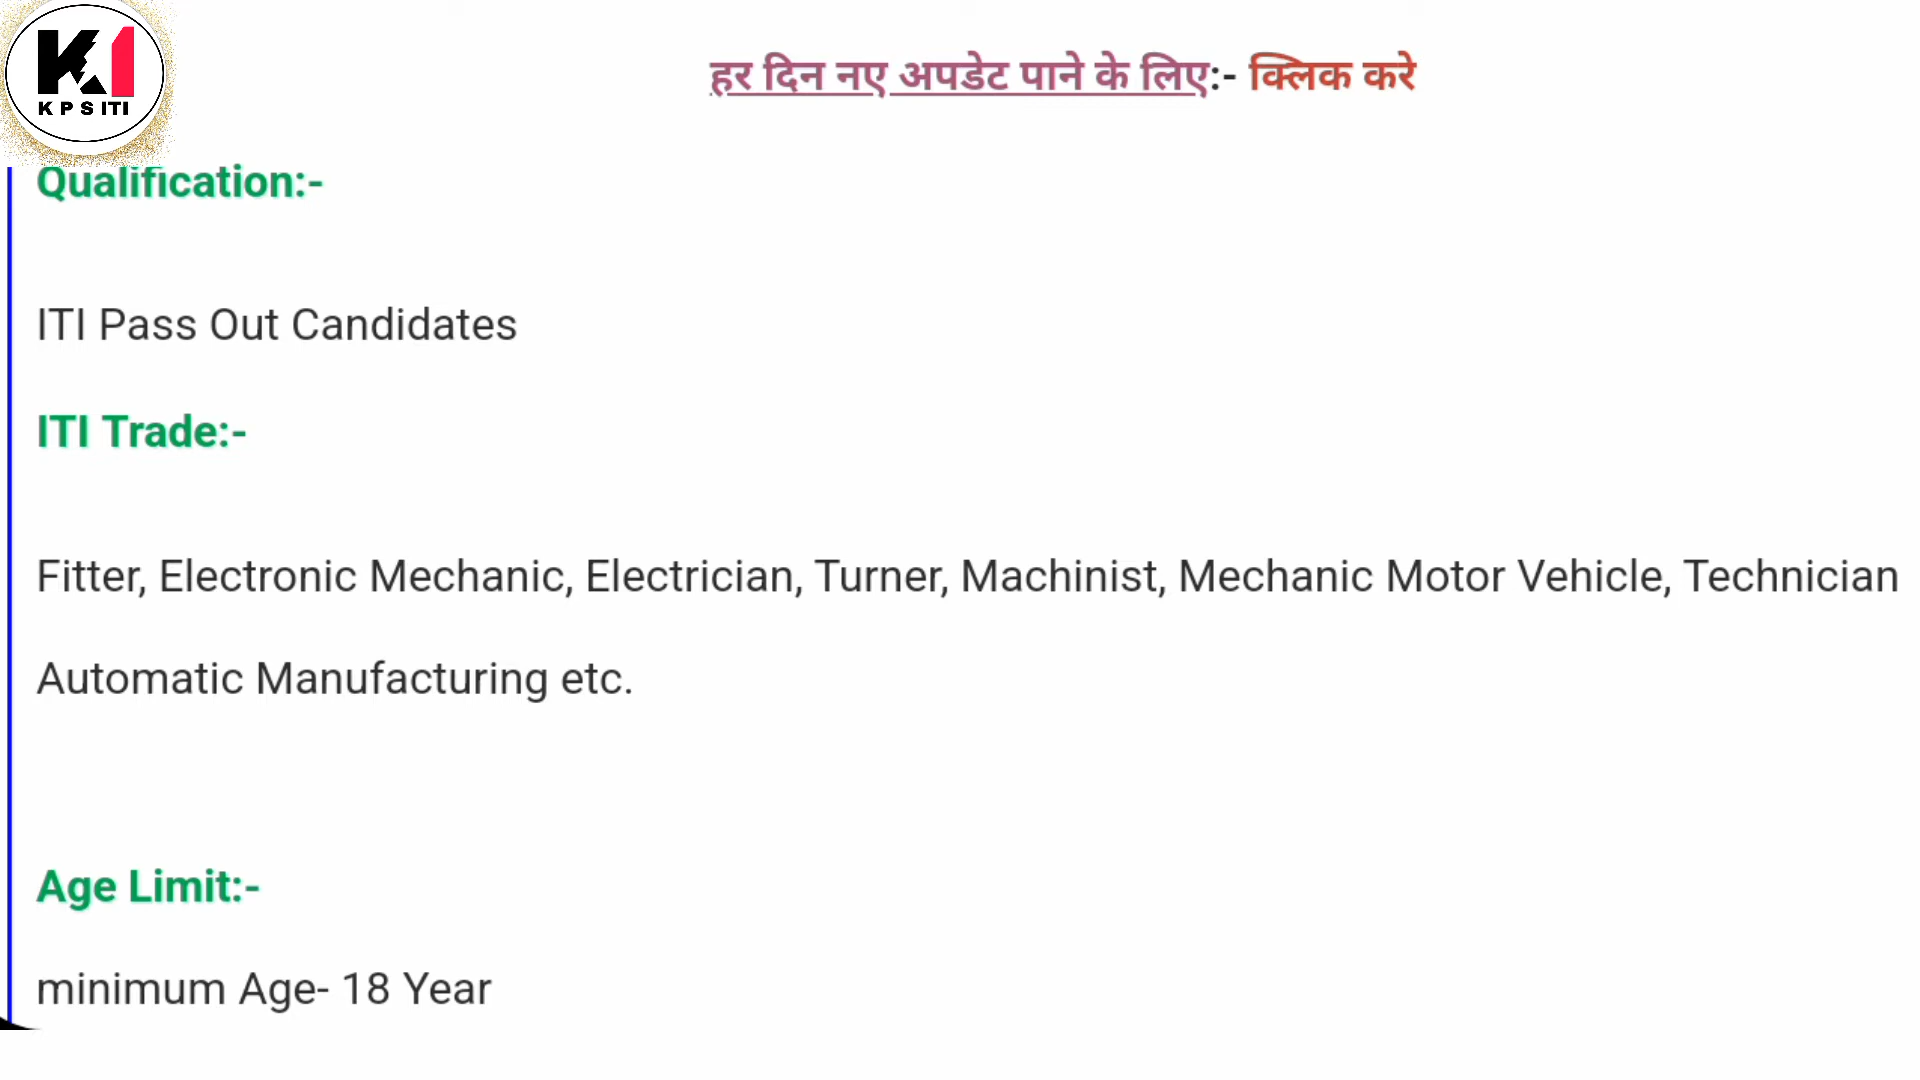 K1
K P S ITI
हर दिन नए अपडेट पाने के लिए:- क्लिक करे
Qualification:-
ITI Pass Out Candidates
ITI Trade:-
Fitter, Electronic Mechanic, Electrician, Turner, Machinist, Mechanic Motor Vehicle, Technician
Automatic Manufacturing etc.
Age Limit:-
minimum Age- 18 Year